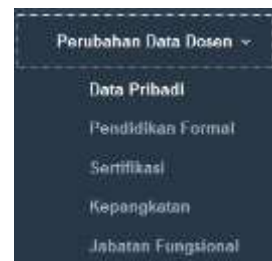 Perubahan Data Dosen
Data Pribadi
Pendidikan Formal
Sertifikasi
Kepangkatan
Jabatan Fungsional